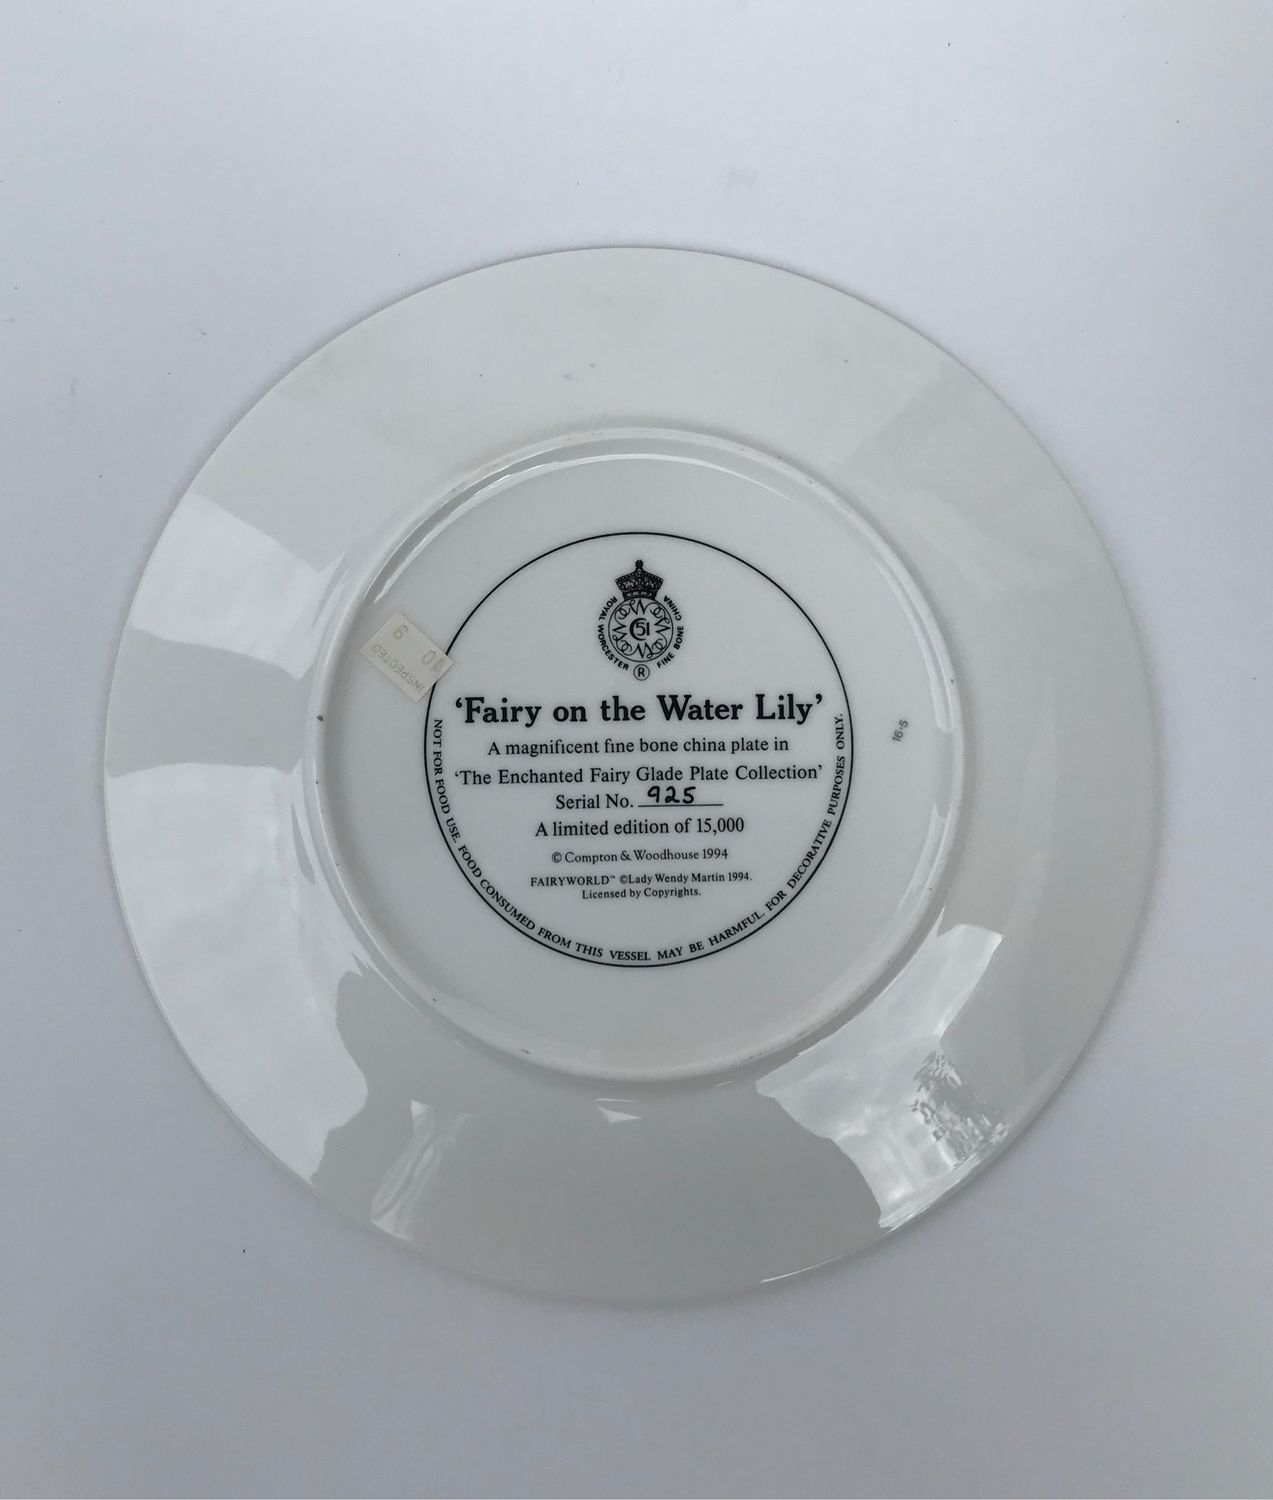 ROYAL WORCESTER
FINE BONE CHINA
51
®
‘Fairy on the Water Lily’
A magnificent fine bone china plate in
‘The Enchanted Fairy Glade Plate Collection’
Serial No. 925
A limited edition of 15,000
© Compton & Woodhouse 1994
FAIRYWORLD™ ©Lady Wendy Martin 1994.
Licensed by Copyrights.
NOT FOR FOOD USE. FOOD CONSUMED FROM THIS VESSEL MAY BE HARMFUL. FOR DECORATIVE PURPOSES ONLY.
INSPECTED
16·5